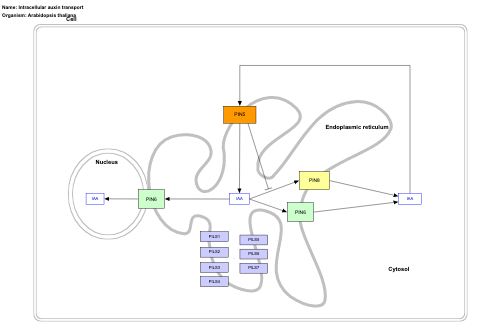 Name: Intracellular auxin transport
Organism: Arabidopsis thaliana
Cell
PIN5
Endoplasmic reticulum
Nucleus
PIN8
IAA
PIN6
IAA
IAA
PIN6
PILS1
PILS5
PILS2
PILS6
PILS3
PILS7
PILS4
Cytosol